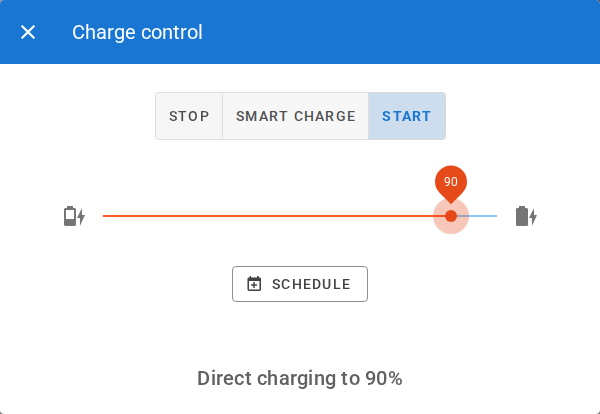 Charge control
STOP SMART CHARGE START
90
SCHEDULE
Direct charging to 90%